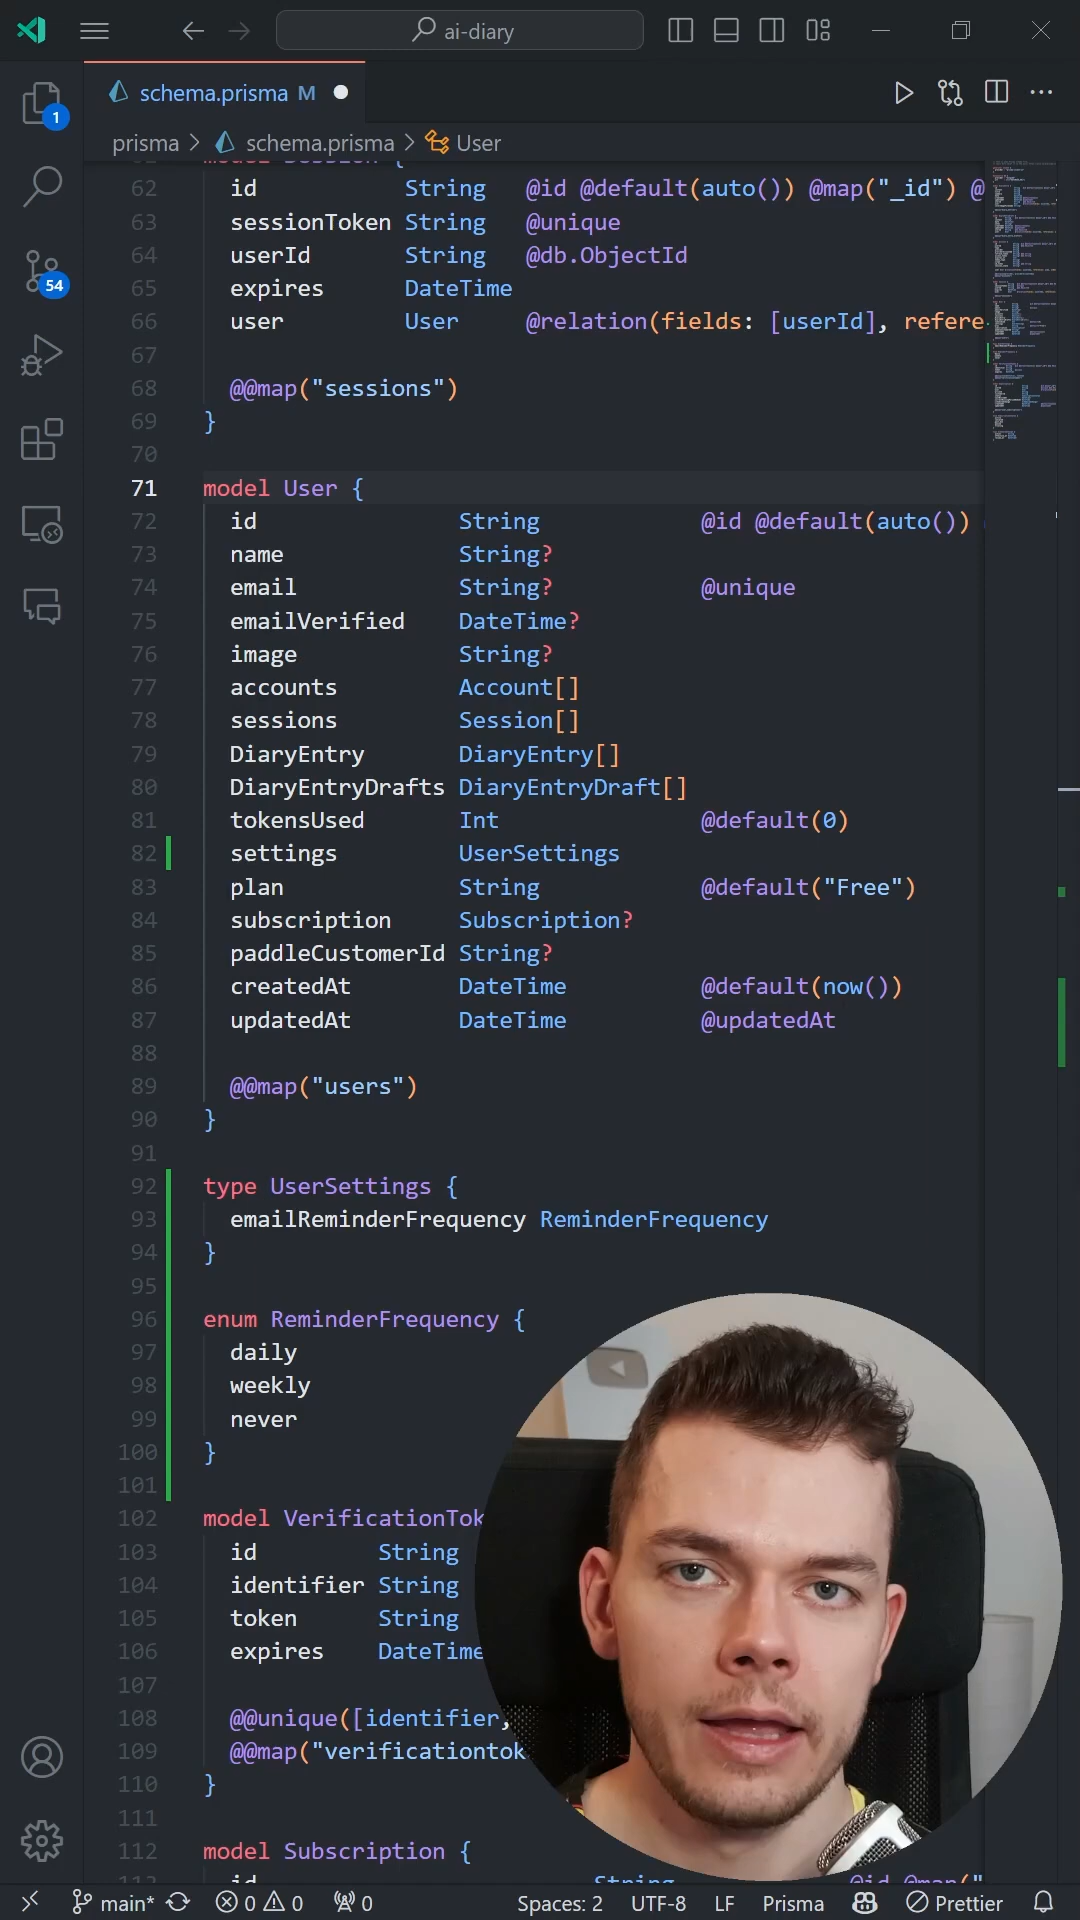 ai-diary
schema.prisma M
1
prisma > schema.prisma > User
62 id String @id @default(auto()) @map("_id") @
63 sessionToken String @unique
64 userId String @db.ObjectId
65 expires DateTime
66 user User @relation(fields: [userId], refere
67
68 @@map("sessions")
69 }
70
71 model User {
72 id String @id @default(auto())
73 name String?
74 email String? @unique
75 emailVerified DateTime?
76 image String?
77 accounts Account[]
78 sessions Session[]
79 DiaryEntry DiaryEntry[]
80 DiaryEntryDrafts DiaryEntryDraft[]
81 tokensUsed Int @default(0)
82 settings UserSettings
83 plan String @default("Free")
84 subscription Subscription?
85 paddleCustomerId String?
86 createdAt DateTime @default(now())
87 updatedAt DateTime @updatedAt
88
89 @@map("users")
90 }
91
92 type UserSettings {
93 emailReminderFrequency ReminderFrequency
94 }
95
96 enum ReminderFrequency {
97 daily
98 weekly
99 never
100 }
101
102 model VerificationTok
103 id String
104 identifier String
105 token String
106 expires DateTime
107
108 @@unique([identifier,
109 @@map("verificationtok
110 }
111
112 model Subscription {
54
main* 0 0 0 Spaces: 2 UTF-8 LF Prisma Prettier